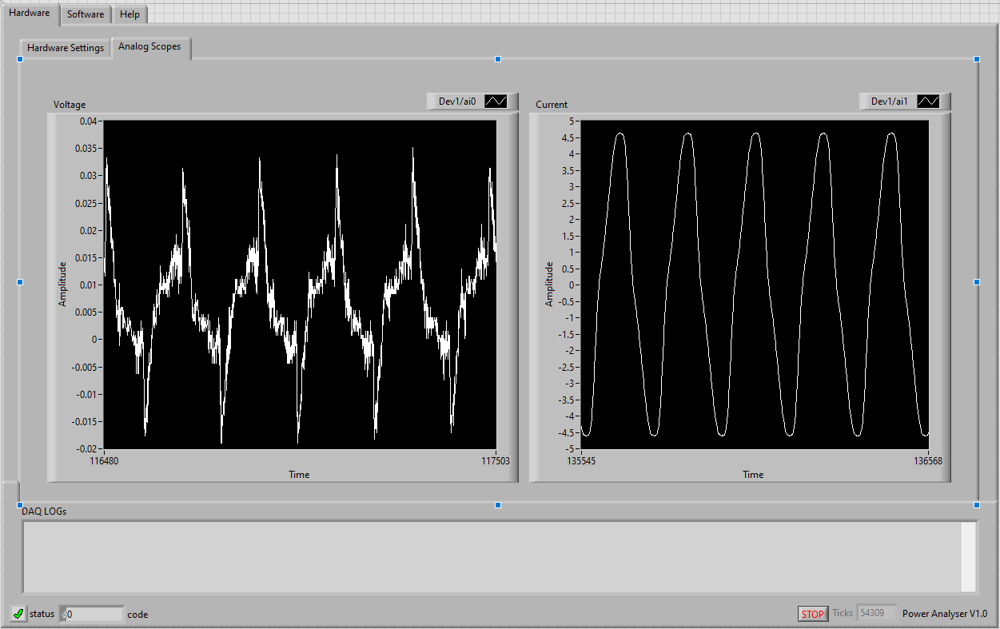 Hardware Software Help
Hardware Settings Analog Scopes
Voltage
Dev1/ai0
Amplitude
0.04
0.035
0.03
0.025
0.02
0.015
0.01
0.005
0
-0.005
-0.01
-0.015
-0.02
116480 117503
Time
Current
Dev1/ai1
Amplitude
5
4.5
4
3.5
3
2.5
2
1.5
1
0.5
0
-0.5
-1
-1.5
-2
-2.5
-3
-3.5
-4
-4.5
-5
135545 136568
Time
DAQ LOGs
status d0 code
STOP Ticks 54309 Power Analyser V1.0